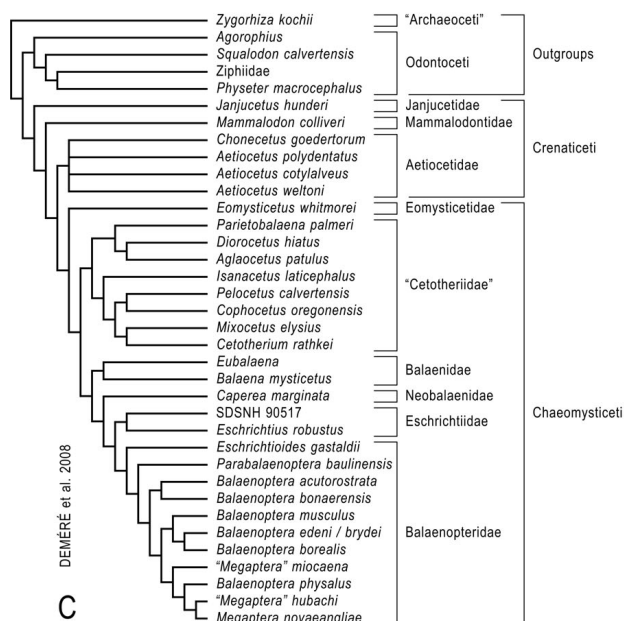 Zygorhiza kochii
"Archaeoceti"
Agorophius
Squalodon calvertensis
Ziphiidae
Physeter macrocephalus
Odontoceti
Outgroups
Janjucetus hunderi
Janjucetidae
Mammalodon colliveri
Mammalodontidae
Chonecetus goedertorum
Aetiocetus polydentatus
Aetiocetus cotylalveus
Aetiocetus weltoni
Aetiocetidae
Crenaticeti
Eomysticetus whitmorei
Eomysticetidae
Parietobalaena palmeri
Diorocetus hiatus
Aglaocetus patulus
Isanacetus laticephalus
Pelocetus calvertensis
Cophocetus oregonensis
Mixocetus elysius
Cetotherium rathkei
"Cetotheriidae"
Eubalaena
Balaena mysticetus
Balaenidae
Caperea marginata
Neobalaenidae
SDSNH 90517
Eschrichtius robustus
Eschrichtiidae
Chaeomysticeti
Eschrichtioides gastaldii
Parabalaenoptera baulinensis
Balaenoptera acutorostrata
Balaenoptera bonaerensis
Balaenoptera musculus
Balaenoptera edeni / brydei
Balaenoptera borealis
"Megaptera" miocaena
Balaenoptera physalus
"Megaptera" hubachi
Megaptera novaeangliae
Balaenopteridae
DEMÉRÉ et al. 2008
C